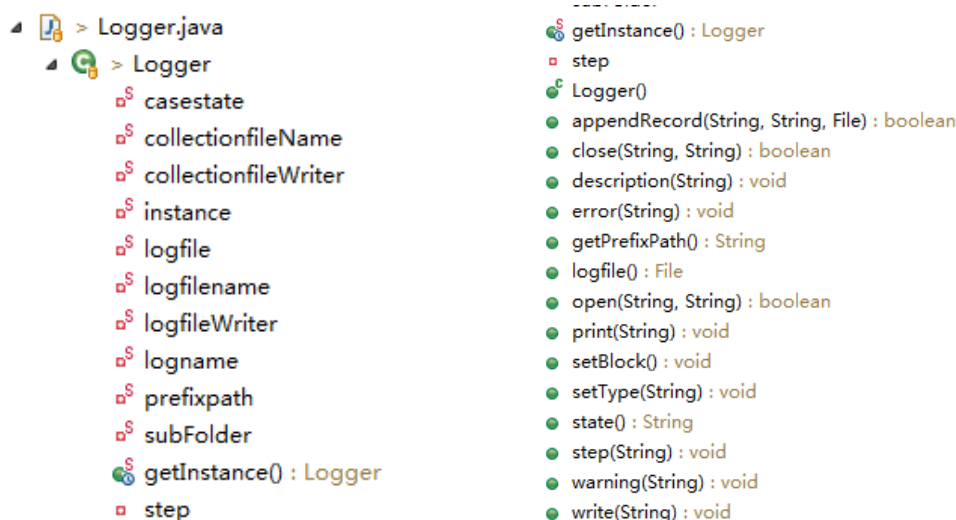 > Logger.java
> Logger
casestate
collectionfileName
collectionfileWriter
instance
logfile
logfilename
logfileWriter
logname
prefixpath
subFolder
getInstance() : Logger
step
getInstance() : Logger
step
Logger()
appendRecord(String, String, File) : boolean
close(String, String) : boolean
description(String) : void
error(String) : void
getPrefixPath() : String
logfile() : File
open(String, String) : boolean
print(String) : void
setBlock() : void
setType(String) : void
state() : String
step(String) : void
warning(String) : void
write(String) : void